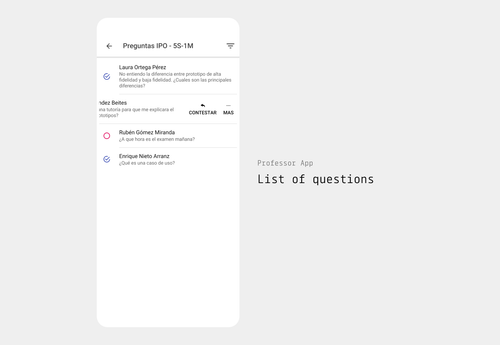 Preguntas IPO - 5S-1M
Laura Ortega Pérez
No entiendo la diferencia entre prototipo de alta
fidelidad y baja fidelidad. ¿Cuales son las principales
diferencias?
ndez Beites
una tutoría para que me explicara el
ototipos?
CONTESTAR
MAS
Rubén Gómez Miranda
¿A que hora es el examen mañana?
Enrique Nieto Arranz
¿Qué es una caso de uso?
Professor App
List of questions